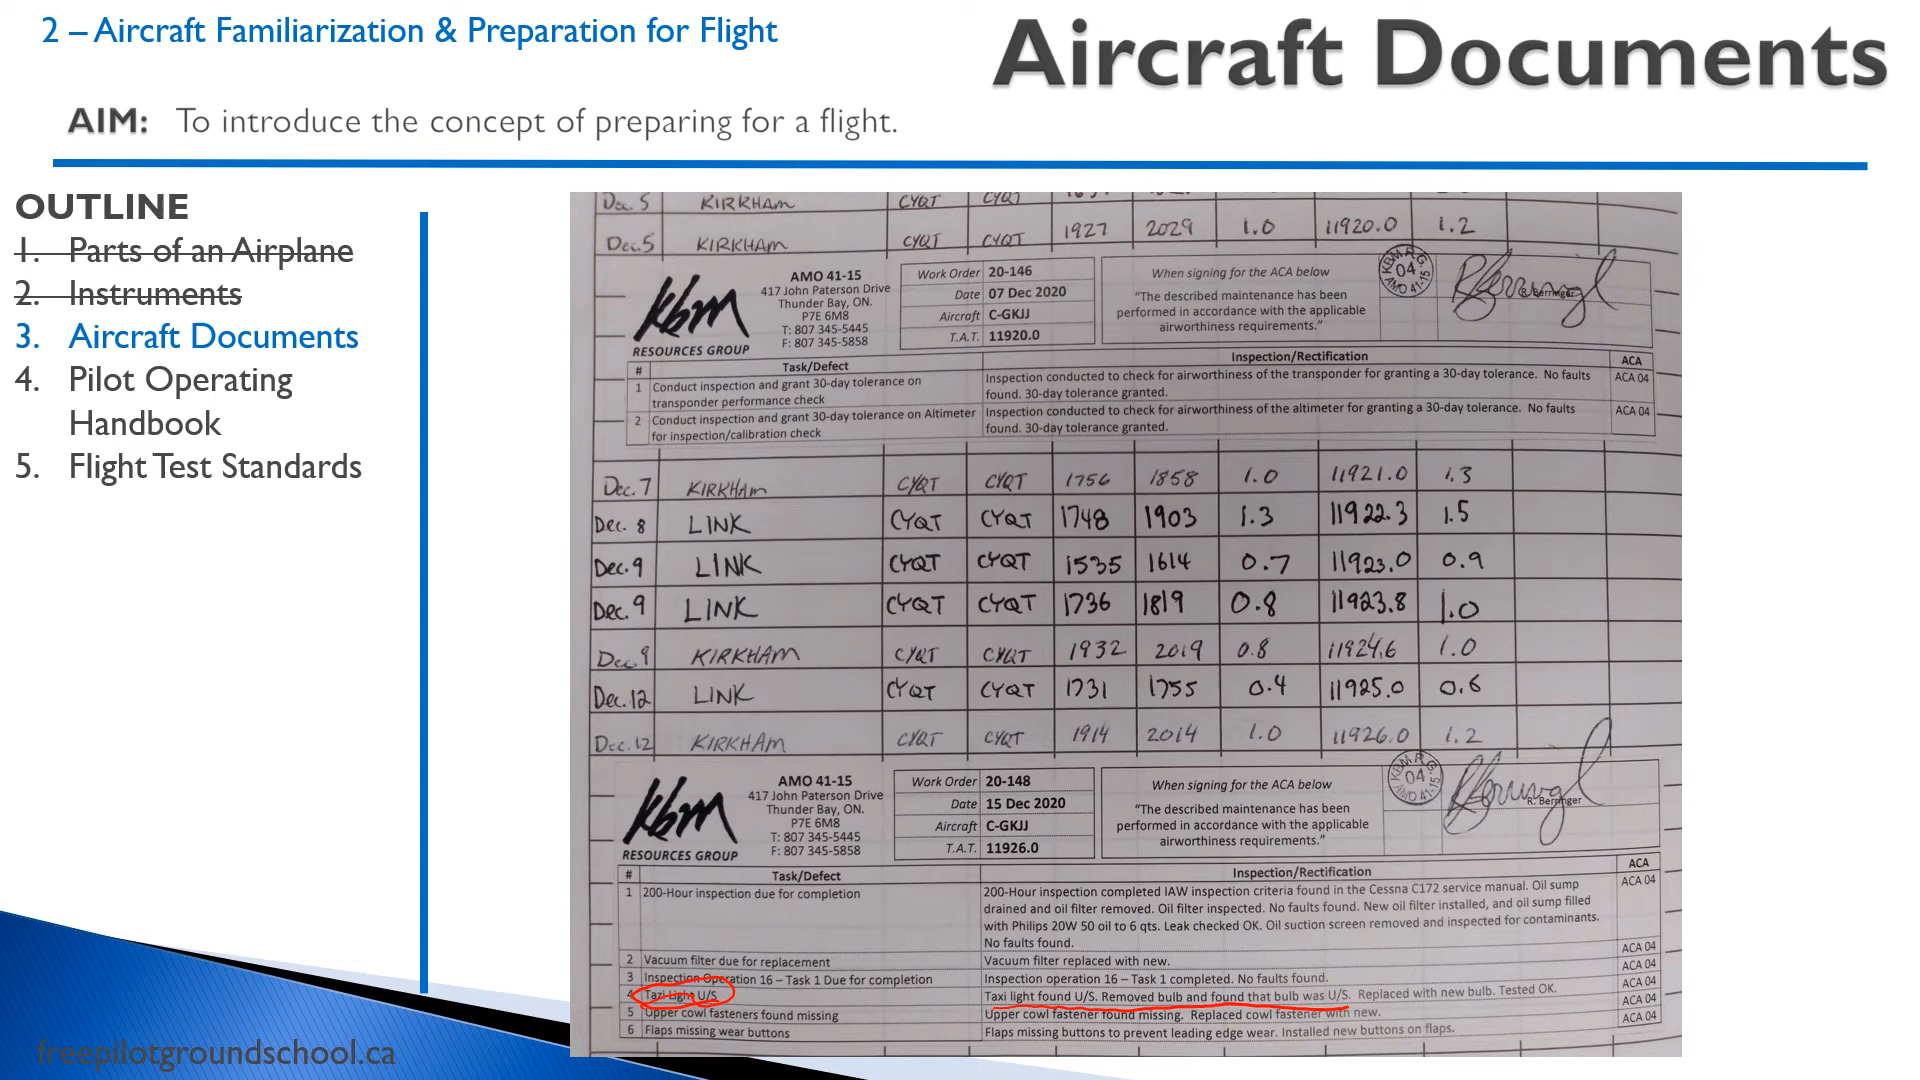 2 – Aircraft Familiarization & Preparation for Flight
Aircraft Documents
AIM: To introduce the concept of preparing for a flight.
OUTLINE
1. Parts of an Airplane
2. Instruments
3. Aircraft Documents
4. Pilot Operating
Handbook
5. Flight Test Standards
Dec. 5 KIRKHAM CYQT CYQT
Dec.5 KIRKHAM CYQT CYQT 1927 2029 1.0 11920.0 1.2
kbm
RESOURCES GROUP
AMO 41-15
417 John Paterson Drive
Thunder Bay, ON.
P7E 6M8
T: 807 345-5445
F: 807 345-5858
Work Order 20-146
Date 07 Dec 2020
Aircraft C-GKJJ
T.A.T. 11920.0
When signing for the ACA below
“The described maintenance has been
performed in accordance with the applicable
airworthiness requirements.”
KBM R.G.
04
AMO 41-15
R. Berringer
# Task/Defect Inspection/Rectification ACA
1 Conduct inspection and grant 30-day tolerance on
transponder performance check
Inspection conducted to check for airworthiness of the transponder for granting a 30-day tolerance. No faults
found. 30-day tolerance granted.
ACA 04
2 Conduct inspection and grant 30-day tolerance on Altimeter
for inspection/calibration check
Inspection conducted to check for airworthiness of the altimeter for granting a 30-day tolerance. No faults
found. 30-day tolerance granted.
ACA 04
Dec.7 KIRKHAM CYQT CYQT 1756 1858 1.0 11921.0 1.3
Dec. 8 LINK CYQT CYQT 1748 1903 1.3 11922.3 1.5
Dec.9 LINK CYQT CYQT 1535 1614 0.7 11923.0 0.9
Dec.9 LINK CYQT CYQT 1736 1819 0.8 11923.8 1.0
Dec.9 KIRKHAM CYQT CYQT 1932 2019 0.8 11924.6 1.0
Dec.12 LINK CYQT CYQT 1731 1755 0.4 11925.0 0.6
Dec.12 KIRKHAM CYQT CYQT 1914 2014 1.0 11926.0 1.2
kbm
RESOURCES GROUP
AMO 41-15
417 John Paterson Drive
Thunder Bay, ON.
P7E 6M8
T: 807 345-5445
F: 807 345-5858
Work Order 20-148
Date 15 Dec 2020
Aircraft C-GKJJ
T.A.T. 11926.0
When signing for the ACA below
“The described maintenance has been
performed in accordance with the applicable
airworthiness requirements.”
KBM R.G.
04
AMO 41-15
R. Berringer
# Task/Defect Inspection/Rectification ACA
1 200-Hour inspection due for completion
200-Hour inspection completed IAW inspection criteria found in the Cessna C172 service manual. Oil sump
drained and oil filter removed. Oil filter inspected. No faults found. New oil filter installed, and oil sump filled
with Philips 20W 50 oil to 6 qts. Leak checked OK. Oil suction screen removed and inspected for contaminants.
No faults found.
ACA 04
2 Vacuum filter due for replacement Vacuum filter replaced with new. ACA 04
3 Inspection Operation 16 – Task 1 Due for completion Inspection operation 16 – Task 1 completed. No faults found. ACA 04
4 Taxi Light U/S Taxi light found U/S. Removed bulb and found that bulb was U/S. Replaced with new bulb. Tested OK. ACA 04
5 Upper cowl fasteners found missing Upper cowl fastener found missing. Replaced cowl fastener with new. ACA 04
6 Flaps missing wear buttons Flaps missing buttons to prevent leading edge wear. Installed new buttons on flaps. ACA 04
freepilotgroundschool.ca